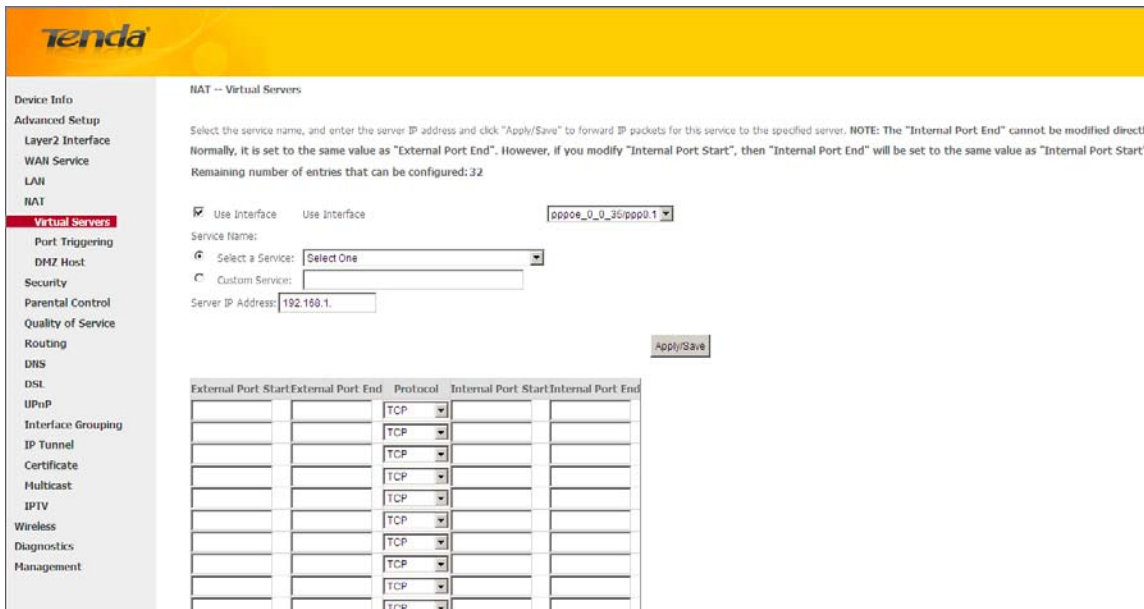 Tenda
Device Info
Advanced Setup
Layer2 Interface
WAN Service
LAN
NAT
Virtual Servers
Port Triggering
DMZ Host
Security
Parental Control
Quality of Service
Routing
DNS
DSL
UPnP
Interface Grouping
IP Tunnel
Certificate
Multicast
IPTV
Wireless
Diagnostics
Management
NAT -- Virtual Servers
Select the service name, and enter the server IP address and click "Apply/Save" to forward IP packets for this service to the specified server. NOTE: The "Internal Port End" cannot be modified directl
Normally, it is set to the same value as "External Port End". However, if you modify "Internal Port Start", then "Internal Port End" will be set to the same value as "Internal Port Start"
Remaining number of entries that can be configured:32
Use Interface Use Interface pppoe_0_0_35/ppp0.1
Service Name:
Select a Service: Select One
Custom Service:
Server IP Address: 192.168.1.
Apply/Save
External Port Start External Port End Protocol Internal Port Start Internal Port End
TCP
TCP
TCP
TCP
TCP
TCP
TCP
TCP
TCP
TCP